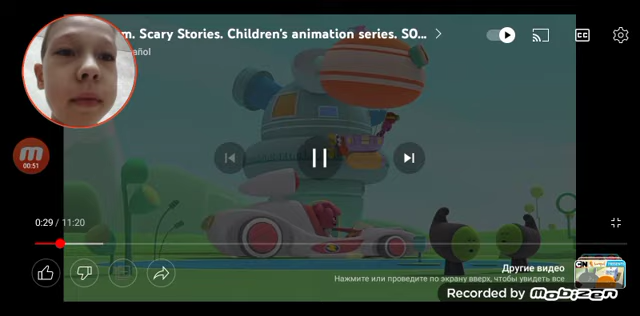 m. Scary Stories. Children's animation series. SO...
añol
CC
m
00:51
0:29 / 11:20
Другие видео
Нажмите или проведите по экрану вверх, чтобы увидеть все
CN
Recorded by mobizen